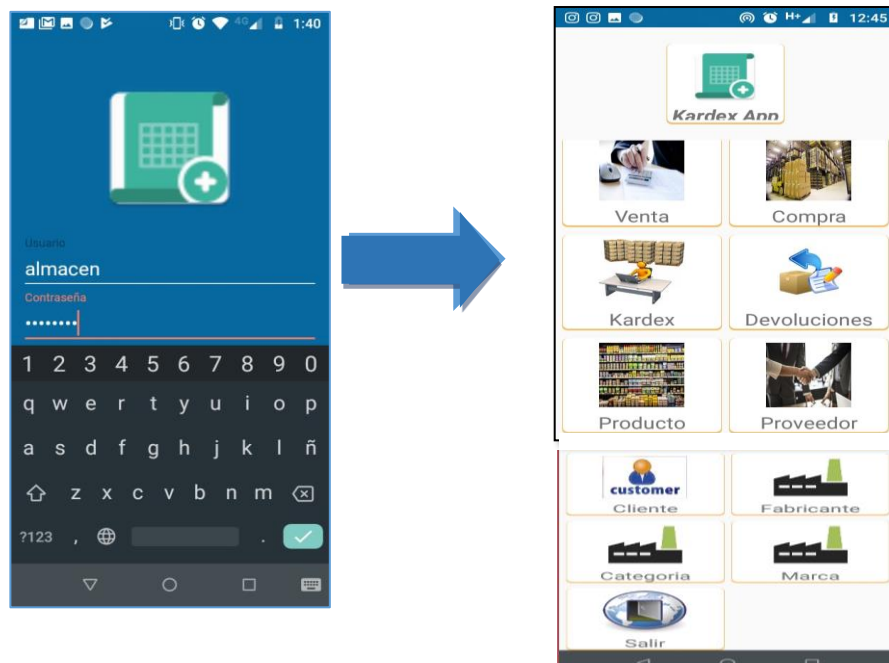 1:40
4G
Usuario
almacen
Contraseña
••••••••
1 2 3 4 5 6 7 8 9 0
q w e r t y u i o p
a s d f g h j k l ñ
z x c v b n m
?123 , .
H+ 12:45
Kardex App
Venta Compra
Kardex Devoluciones
Producto Proveedor
customer
Cliente Fabricante
Categoria Marca
Salir